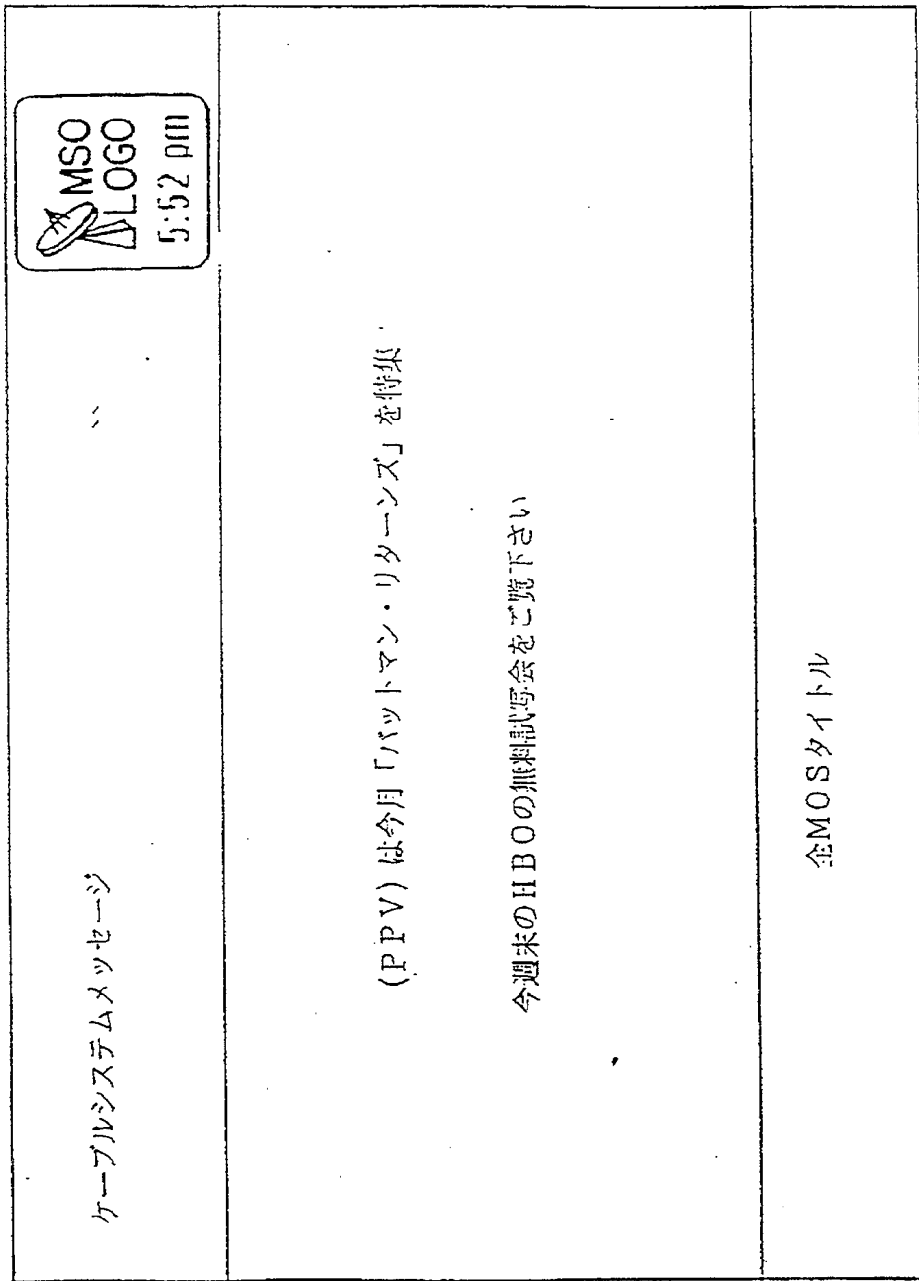 ケーブルシステムメッセージ
MSO
LOGO
5:52 pm
(PPV)は今月「バットマン・リターンズ」を特集
今週末のHBOの無料試写会をご覧下さい
企MOSタイトル